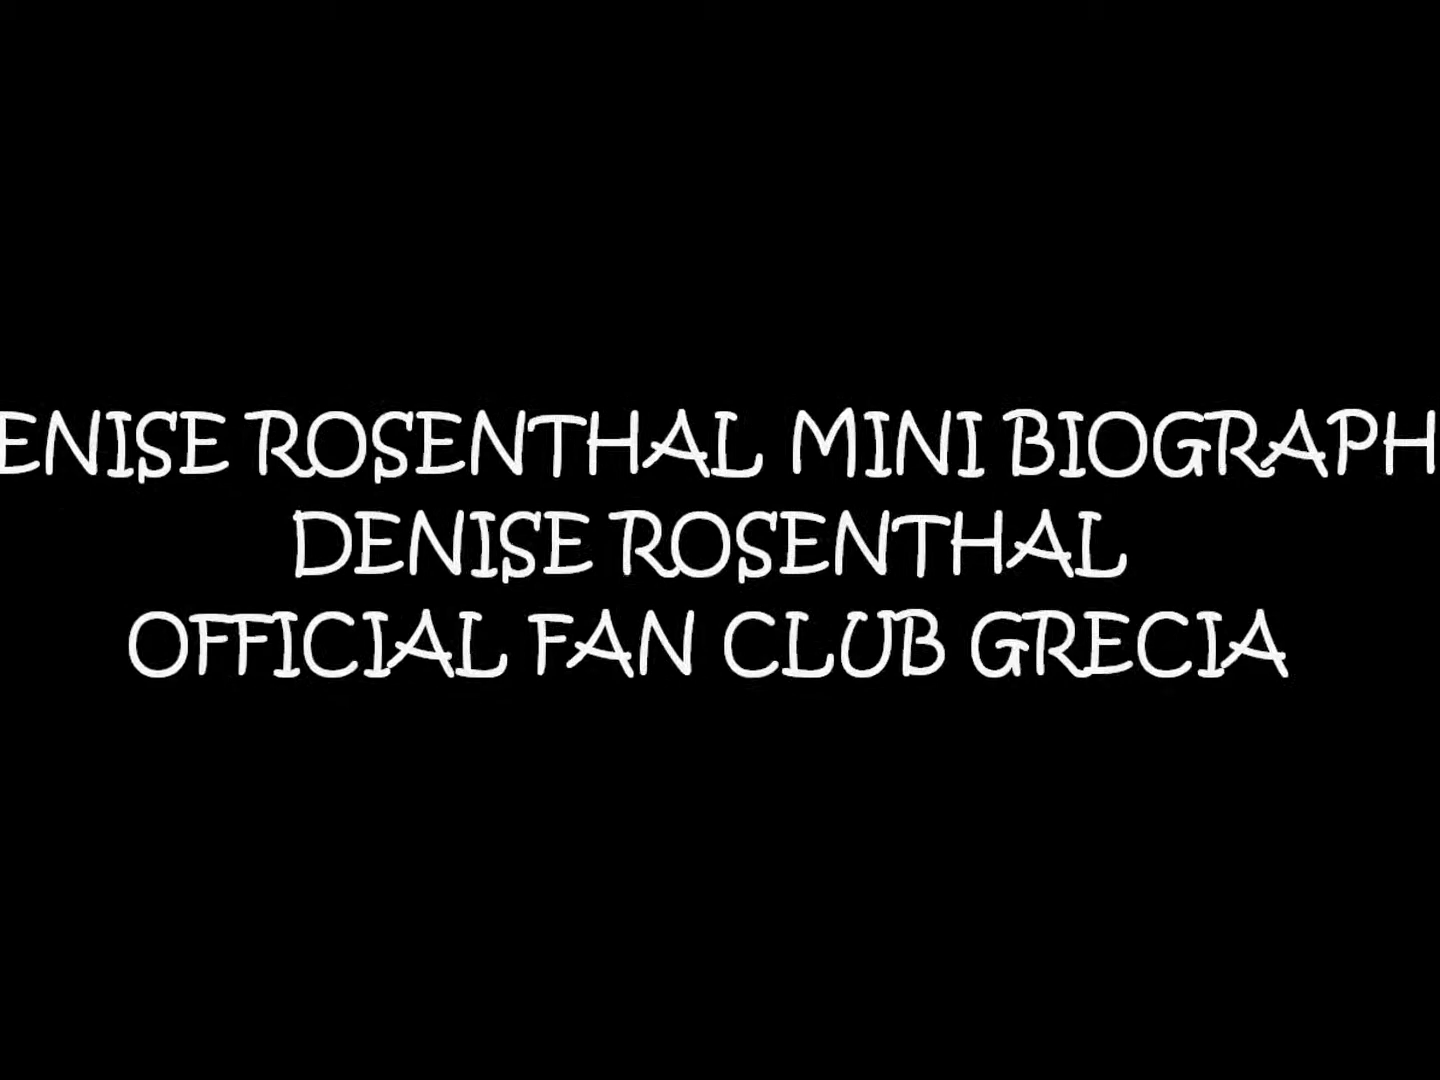 ENISE ROSENTHAL MINI BIOGRAPH
DENISE ROSENTHAL
OFFICIAL FAN CLUB GRECIA